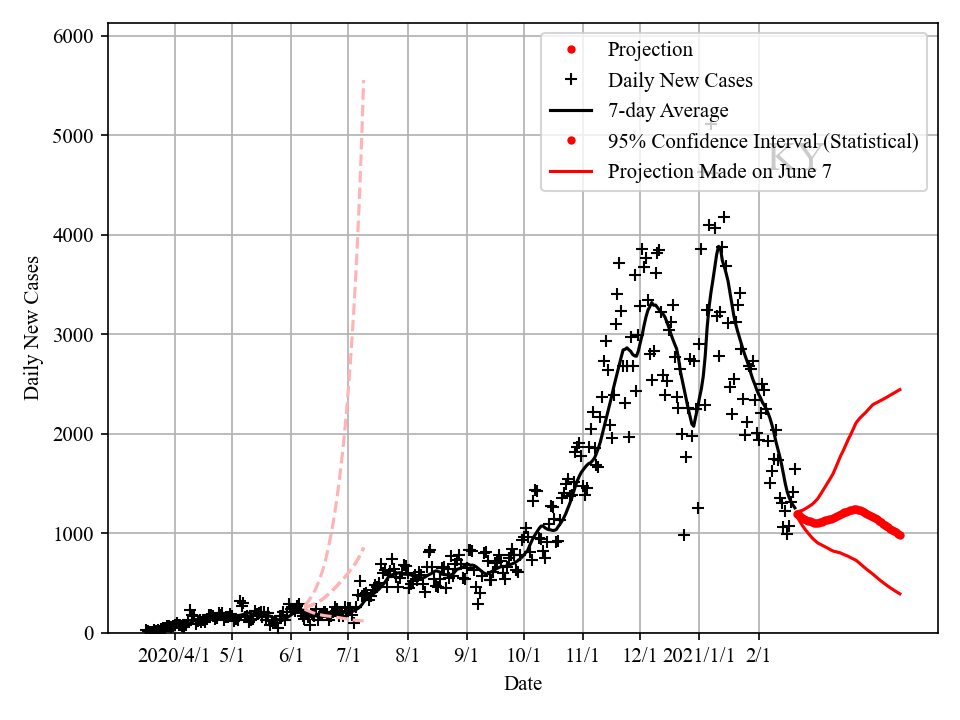 6000
5000
4000
3000
2000
1000
0
Daily New Cases
Projection
Daily New Cases
7-day Average
95% Confidence Interval (Statistical)
Projection Made on June 7
KY
2020/4/1 5/1 6/1 7/1 8/1 9/1 10/1 11/1 12/1 2021/1/1 2/1
Date